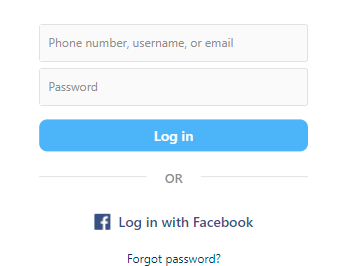 Phone number, username, or email
Password
Log in
OR
Log in with Facebook
Forgot password?